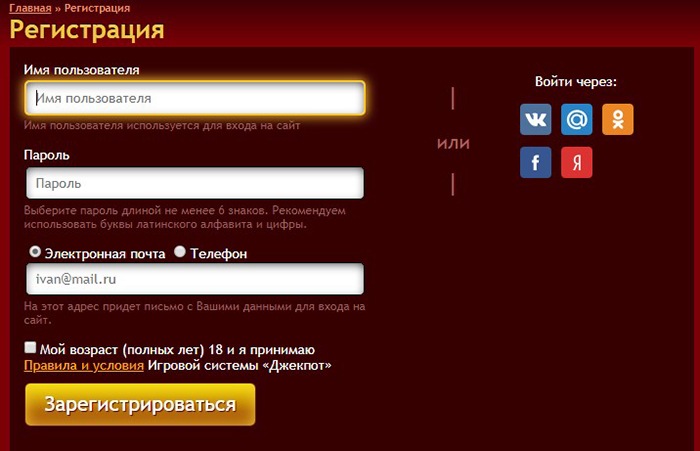 Главная » Регистрация
Регистрация
Имя пользователя
Имя пользователя
Имя пользователя используется для входа на сайт
Пароль
Пароль
Выберите пароль длиной не менее 6 знаков. Рекомендуем
использовать буквы латинского алфавита и цифры.
Электронная почта Телефон
ivan@mail.ru
На этот адрес придет письмо с Вашими данными для входа на
сайт.
Мой возраст (полных лет) 18 и я принимаю
Правила и условия Игровой системы «Джекпот»
Зарегистрироваться
или
Войти через:
@
f Я